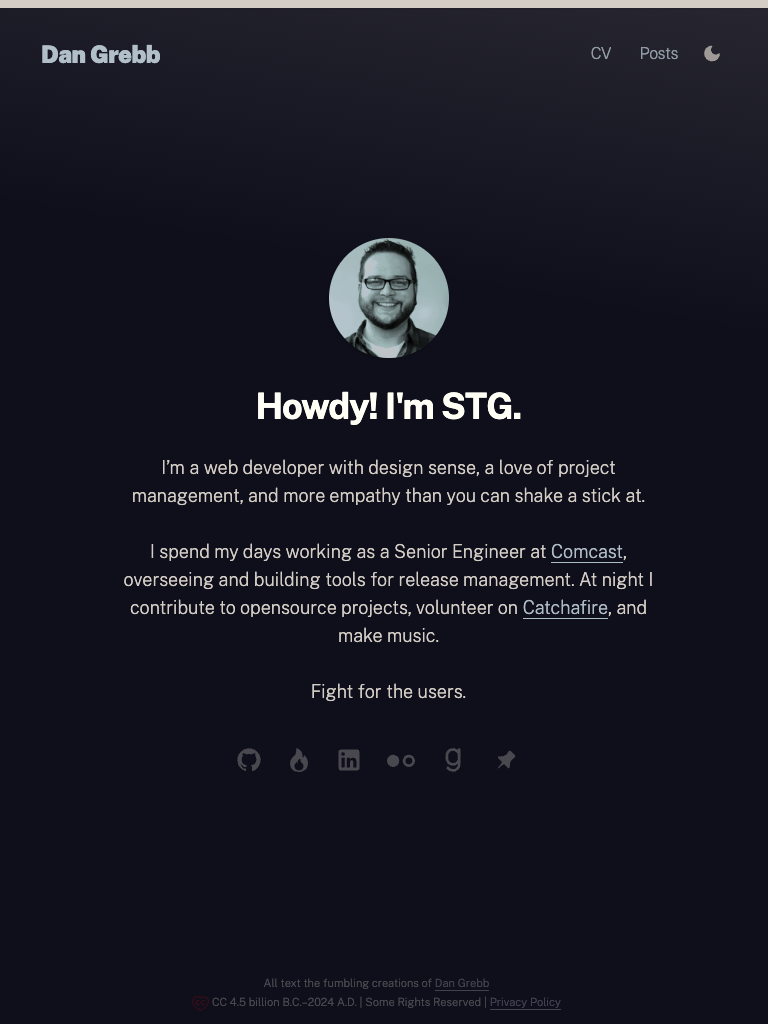 Dan Grebb
CV
Posts
Howdy! I'm STG.
I’m a web developer with design sense, a love of project
management, and more empathy than you can shake a stick at.
I spend my days working as a Senior Engineer at Comcast,
overseeing and building tools for release management. At night I
contribute to opensource projects, volunteer on Catchafire, and
make music.
Fight for the users.
All text the fumbling creations of Dan Grebb
CC 4.5 billion B.C.–2024 A.D. | Some Rights Reserved | Privacy Policy